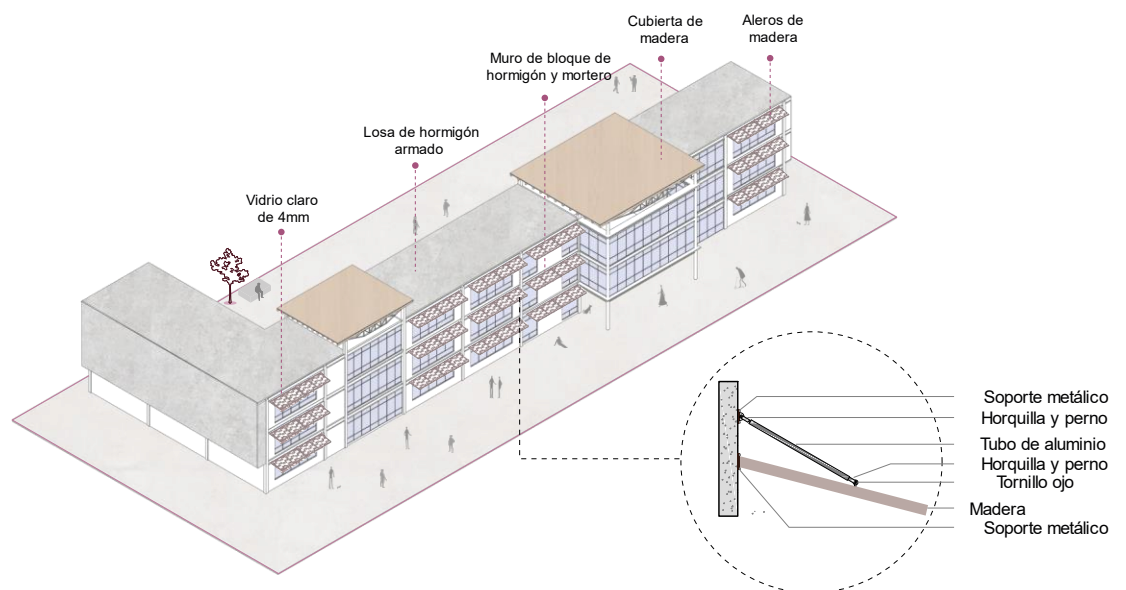 Cubierta de
madera
Aleros de
madera
Muro de bloque de
hormigón y mortero
Losa de hormigón
armado
Vidrio claro
de 4mm
Soporte metálico
Horquilla y perno
Tubo de aluminio
Horquilla y perno
Tornillo ojo
Madera
Soporte metálico